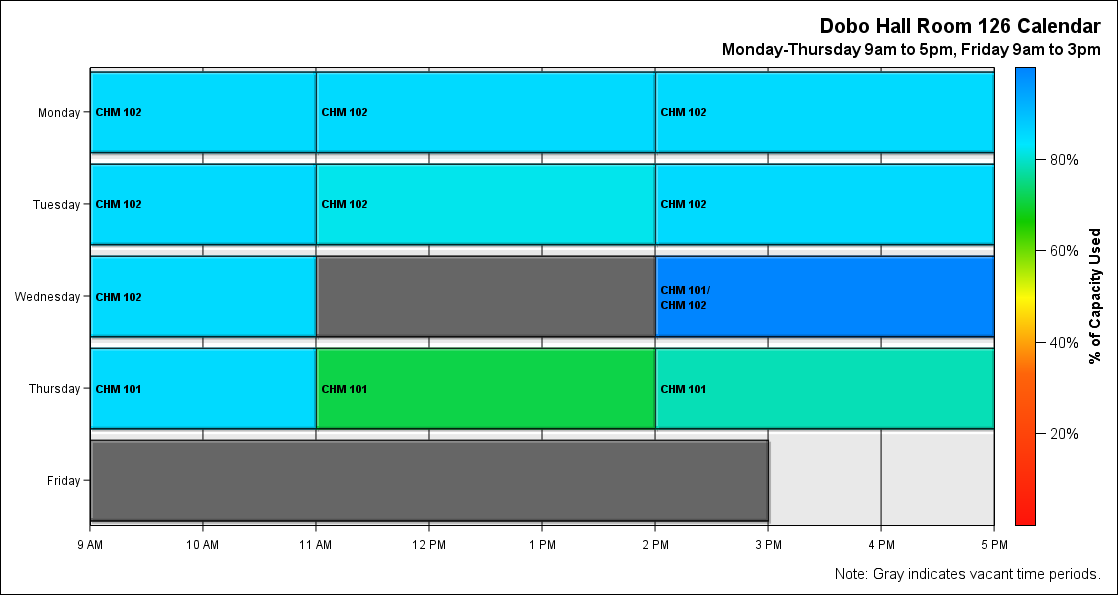 Dobo Hall Room 126 Calendar
Monday-Thursday 9am to 5pm, Friday 9am to 3pm
Monday
CHM 102
CHM 102
CHM 102
Tuesday
CHM 102
CHM 102
CHM 102
Wednesday
CHM 102
CHM 101/
CHM 102
Thursday
CHM 101
CHM 101
CHM 101
Friday
9 AM
10 AM
11 AM
12 PM
1 PM
2 PM
3 PM
4 PM
5 PM
80%
60%
40%
20%
% of Capacity Used
Note: Gray indicates vacant time periods.